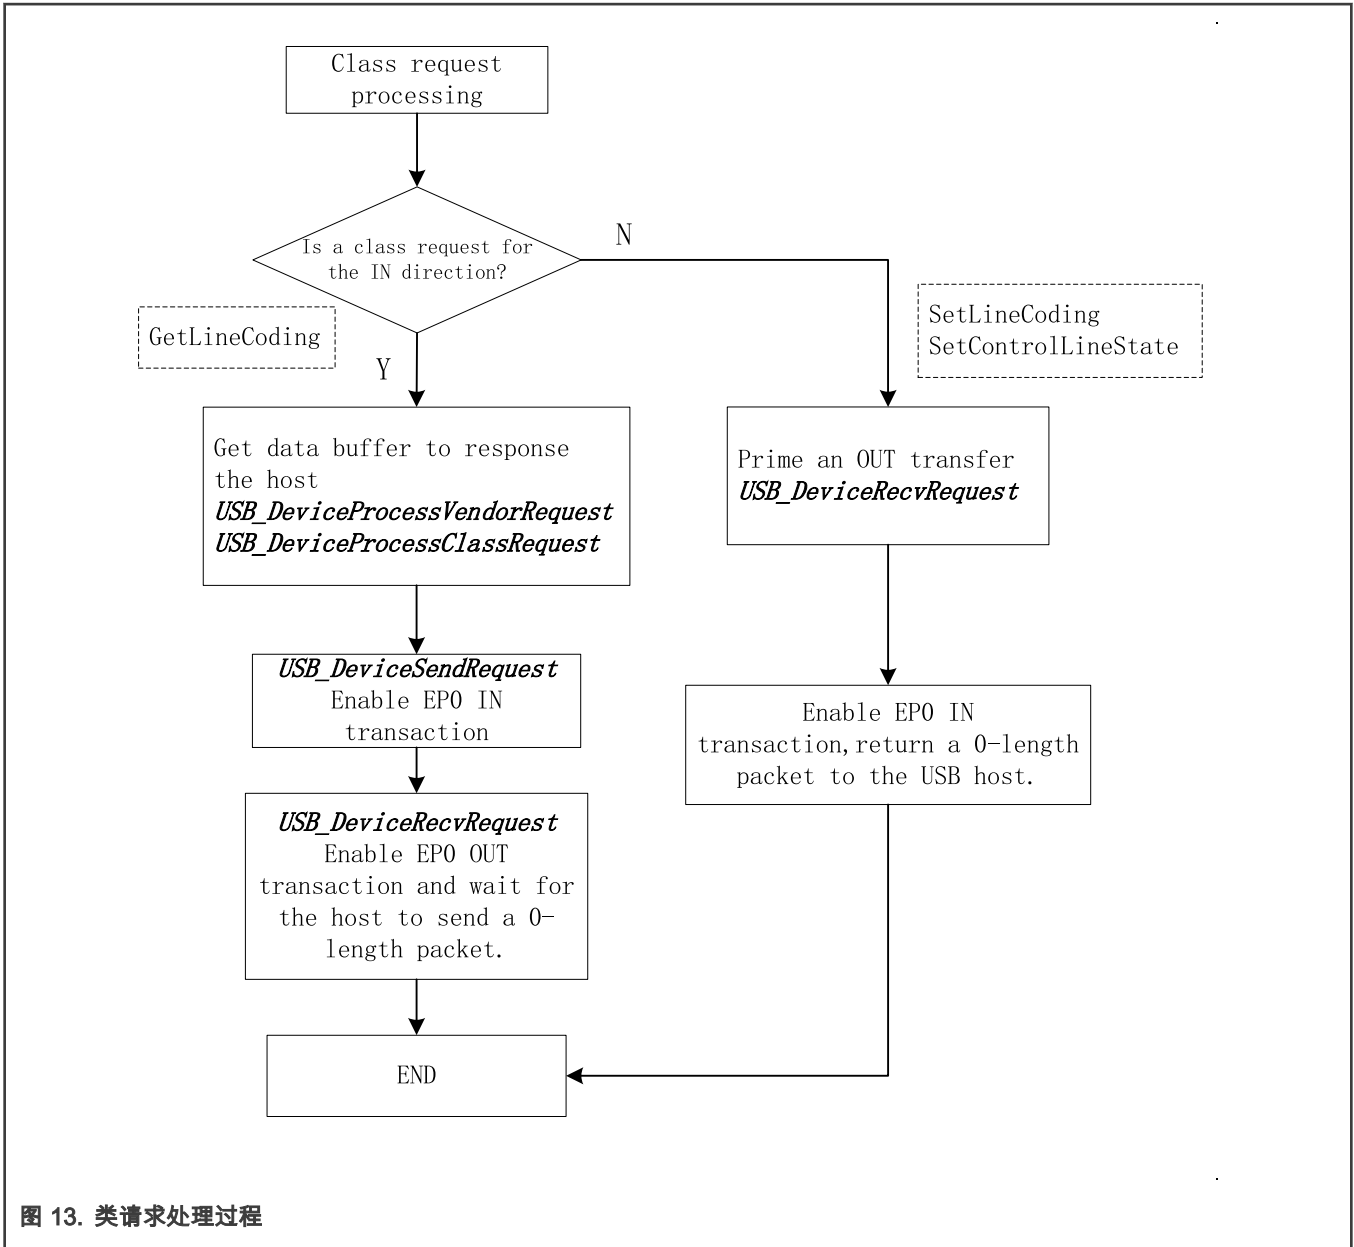 Class request
processing
Is a class request for
the IN direction?
N
GetLineCoding
Y
SetLineCoding
SetControlLineState
Get data buffer to response
the host
USB_DeviceProcessVendorRequest
USB_DeviceProcessClassRequest
Prime an OUT transfer
USB_DeviceRecvRequest
USB_DeviceSendRequest
Enable EP0 IN
transaction
Enable EP0 IN
transaction,return a 0-length
packet to the USB host.
USB_DeviceRecvRequest
Enable EP0 OUT
transaction and wait for
the host to send a 0-
length packet.
END
图 13. 类请求处理过程